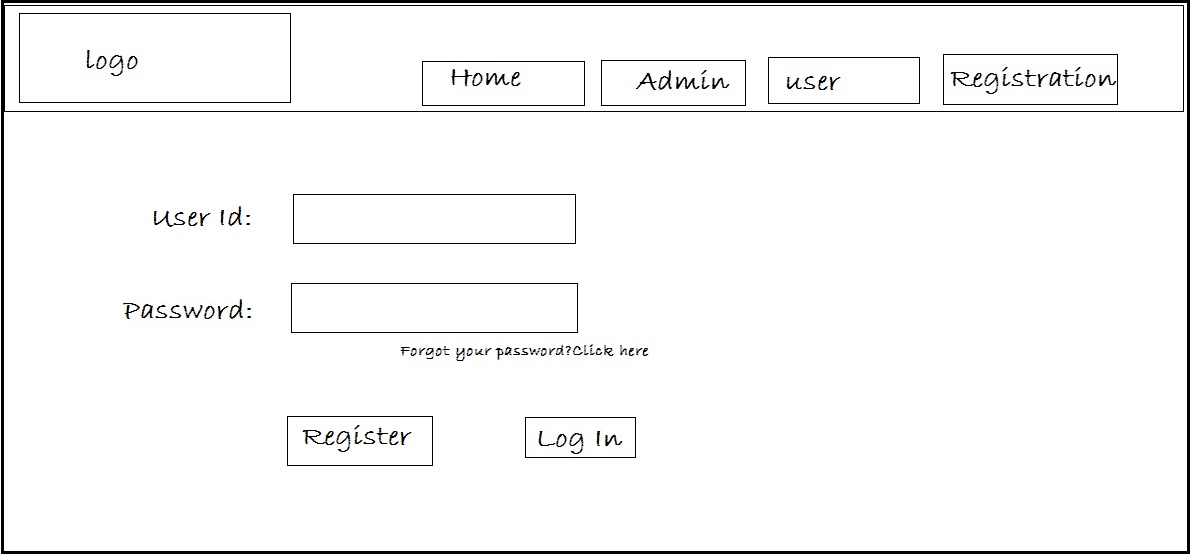 logo
Home Admin user Registration
User Id:
Password:
Forgot your password?Click here
Register Log In